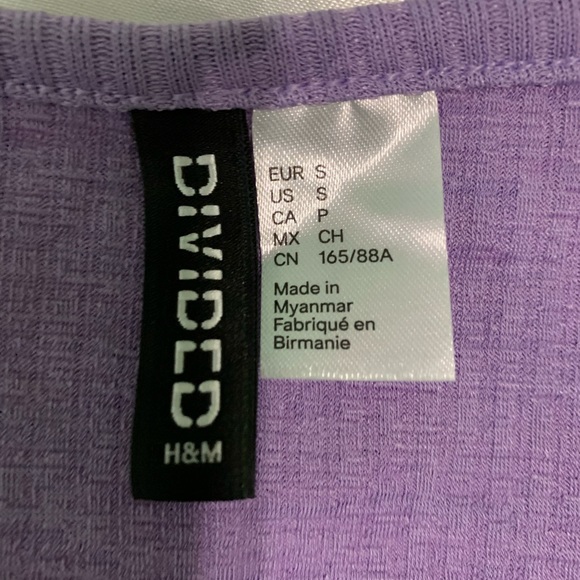 DIVIDED
H&M
EUR S
US S
CA P
MX CH
CN 165/88A
Made in
Myanmar
Fabriqué en
Birmanie